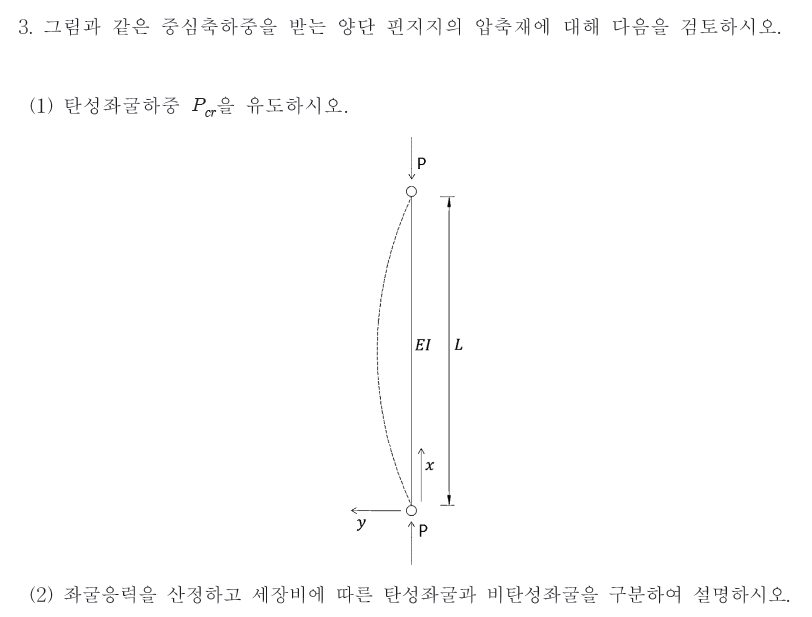 3. 그림과 같은 중심축하중을 받는 양단 핀지지의 압축재에 대해 다음을 검토하시오.
(1) 탄성좌굴하중 P_cr을 유도하시오.
P
EI
L
x
y
P
(2) 좌굴응력을 산정하고 세장비에 따른 탄성좌굴과 비탄성좌굴을 구분하여 설명하시오.